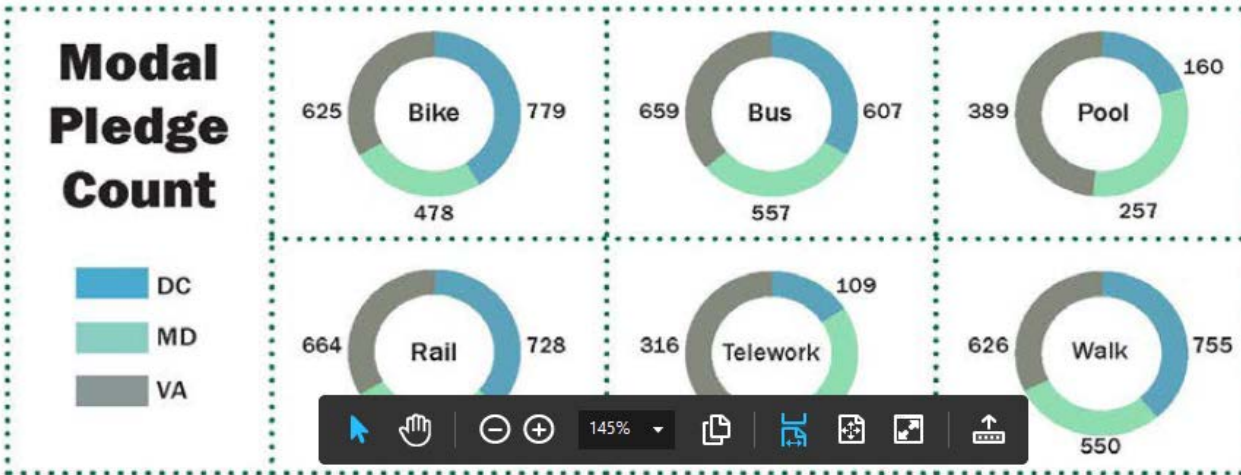 Modal
Pledge
Count
DC
MD
VA
625
Bike
779
478
659
Bus
607
557
160
389
Pool
257
664
Rail
728
109
316
Telework
626
Walk
755
550
145%